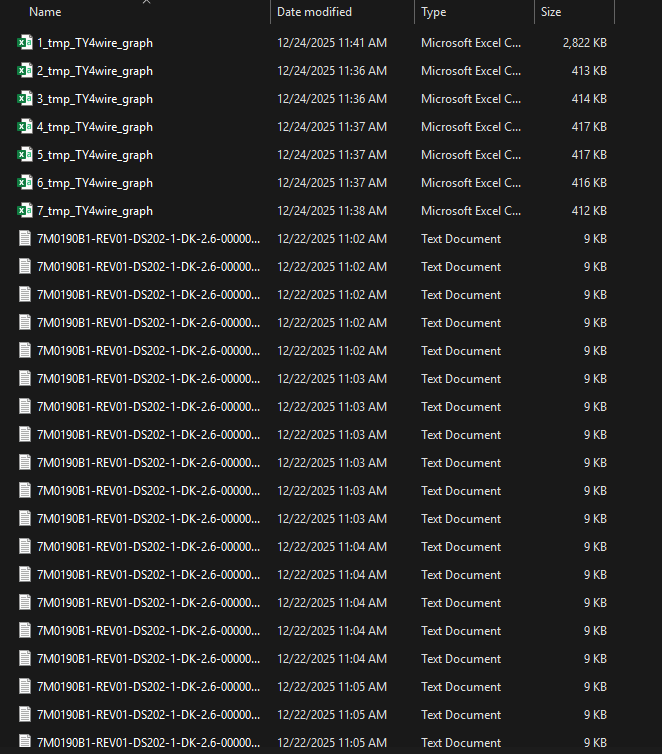 Name Date modified Type Size
1_tmp_TY4wire_graph 12/24/2025 11:41 AM Microsoft Excel C... 2,822 KB
2_tmp_TY4wire_graph 12/24/2025 11:36 AM Microsoft Excel C... 413 KB
3_tmp_TY4wire_graph 12/24/2025 11:36 AM Microsoft Excel C... 414 KB
4_tmp_TY4wire_graph 12/24/2025 11:37 AM Microsoft Excel C... 417 KB
5_tmp_TY4wire_graph 12/24/2025 11:37 AM Microsoft Excel C... 417 KB
6_tmp_TY4wire_graph 12/24/2025 11:37 AM Microsoft Excel C... 416 KB
7_tmp_TY4wire_graph 12/24/2025 11:38 AM Microsoft Excel C... 412 KB
7M0190B1-REV01-DS202-1-DK-2.6-00000... 12/22/2025 11:02 AM Text Document 9 KB
7M0190B1-REV01-DS202-1-DK-2.6-00000... 12/22/2025 11:02 AM Text Document 9 KB
7M0190B1-REV01-DS202-1-DK-2.6-00000... 12/22/2025 11:02 AM Text Document 9 KB
7M0190B1-REV01-DS202-1-DK-2.6-00000... 12/22/2025 11:02 AM Text Document 9 KB
7M0190B1-REV01-DS202-1-DK-2.6-00000... 12/22/2025 11:02 AM Text Document 9 KB
7M0190B1-REV01-DS202-1-DK-2.6-00000... 12/22/2025 11:03 AM Text Document 9 KB
7M0190B1-REV01-DS202-1-DK-2.6-00000... 12/22/2025 11:03 AM Text Document 9 KB
7M0190B1-REV01-DS202-1-DK-2.6-00000... 12/22/2025 11:03 AM Text Document 9 KB
7M0190B1-REV01-DS202-1-DK-2.6-00000... 12/22/2025 11:03 AM Text Document 9 KB
7M0190B1-REV01-DS202-1-DK-2.6-00000... 12/22/2025 11:03 AM Text Document 9 KB
7M0190B1-REV01-DS202-1-DK-2.6-00000... 12/22/2025 11:03 AM Text Document 9 KB
7M0190B1-REV01-DS202-1-DK-2.6-00000... 12/22/2025 11:04 AM Text Document 9 KB
7M0190B1-REV01-DS202-1-DK-2.6-00000... 12/22/2025 11:04 AM Text Document 9 KB
7M0190B1-REV01-DS202-1-DK-2.6-00000... 12/22/2025 11:04 AM Text Document 9 KB
7M0190B1-REV01-DS202-1-DK-2.6-00000... 12/22/2025 11:04 AM Text Document 9 KB
7M0190B1-REV01-DS202-1-DK-2.6-00000... 12/22/2025 11:04 AM Text Document 9 KB
7M0190B1-REV01-DS202-1-DK-2.6-00000... 12/22/2025 11:05 AM Text Document 9 KB
7M0190B1-REV01-DS202-1-DK-2.6-00000... 12/22/2025 11:05 AM Text Document 9 KB
7M0190B1-REV01-DS202-1-DK-2.6-00000... 12/22/2025 11:05 AM Text Document 9 KB